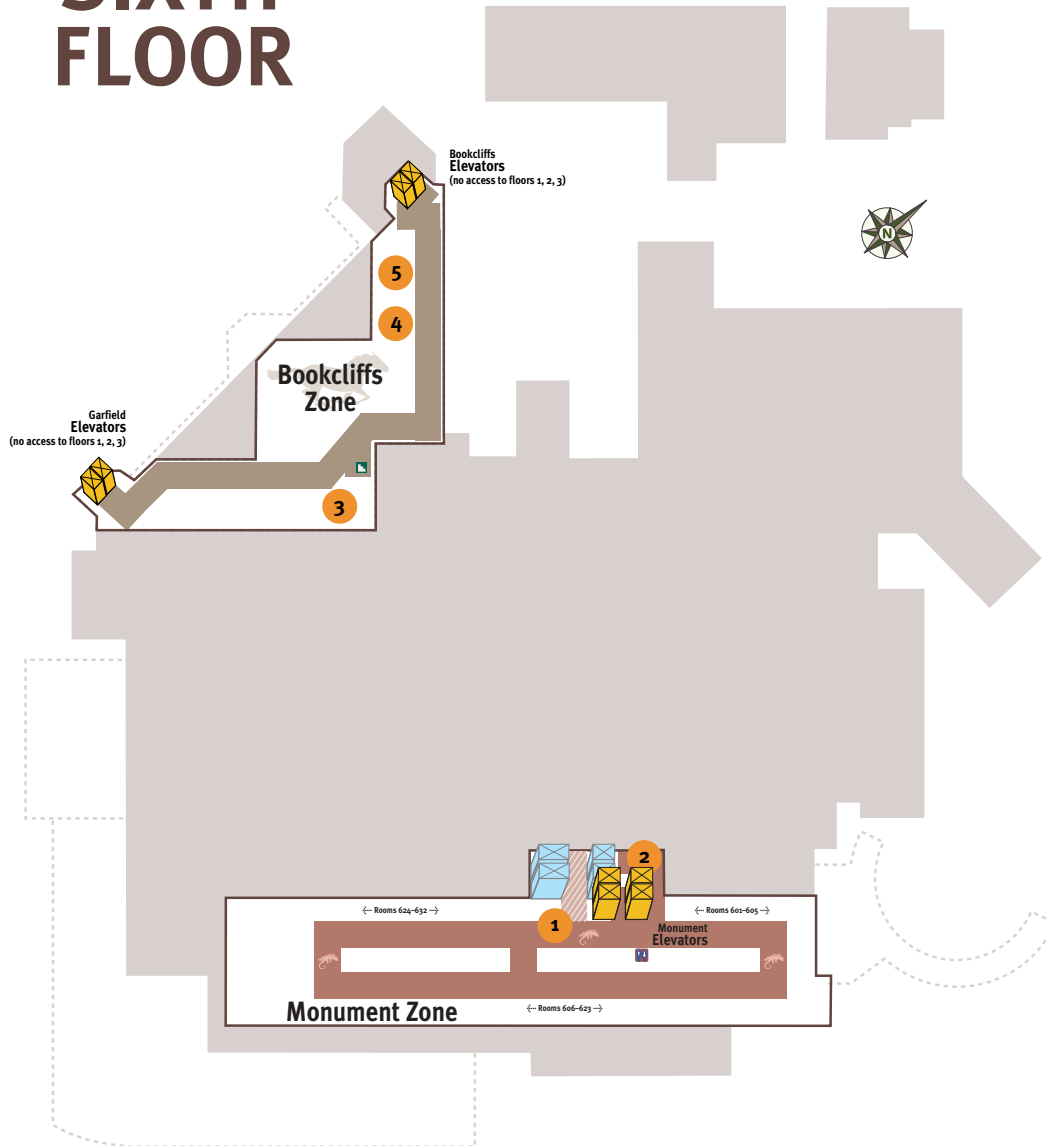 SIXTH
FLOOR
Bookcliffs
Elevators
(no access to floors 1, 2, 3)
N
5
4
Bookcliffs
Zone
Garfield
Elevators
(no access to floors 1, 2, 3)
3
2
Rooms 624–632
Rooms 601–605
1
Monument
Elevators
Monument Zone
Rooms 606–623